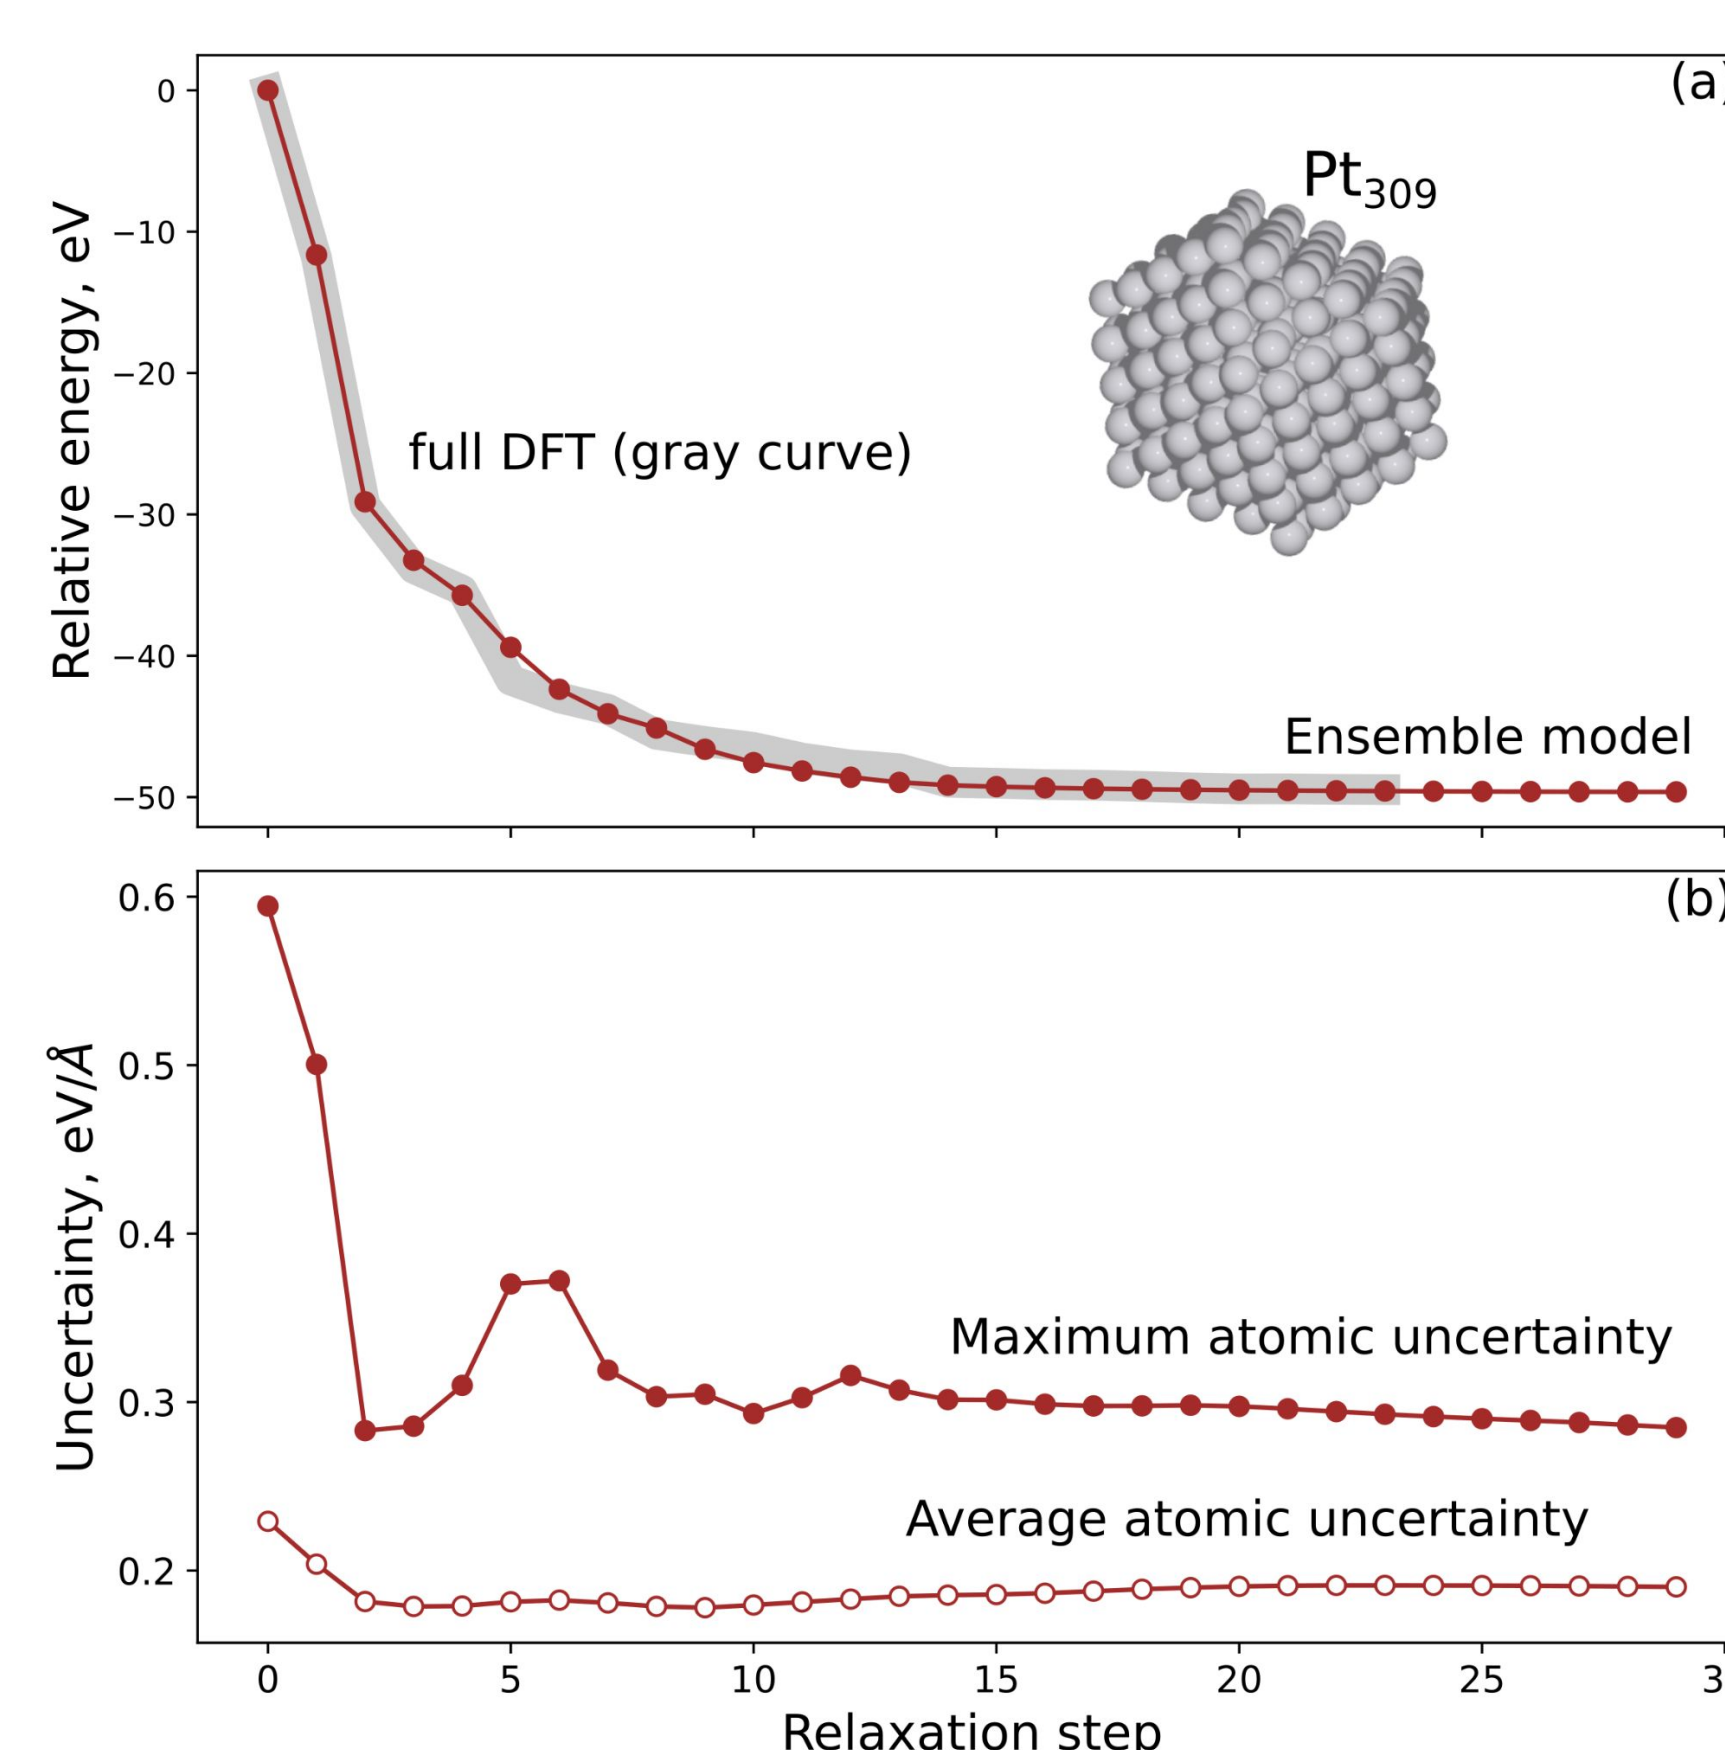 (a)
Pt309
0
−10
−20
−30
−40
−50
Relative energy, eV
full DFT (gray curve)
Ensemble model
(b)
0.6
0.5
0.4
0.3
0.2
Uncertainty, eV/Å
Maximum atomic uncertainty
Average atomic uncertainty
0 5 10 15 20 25 3
Relaxation step